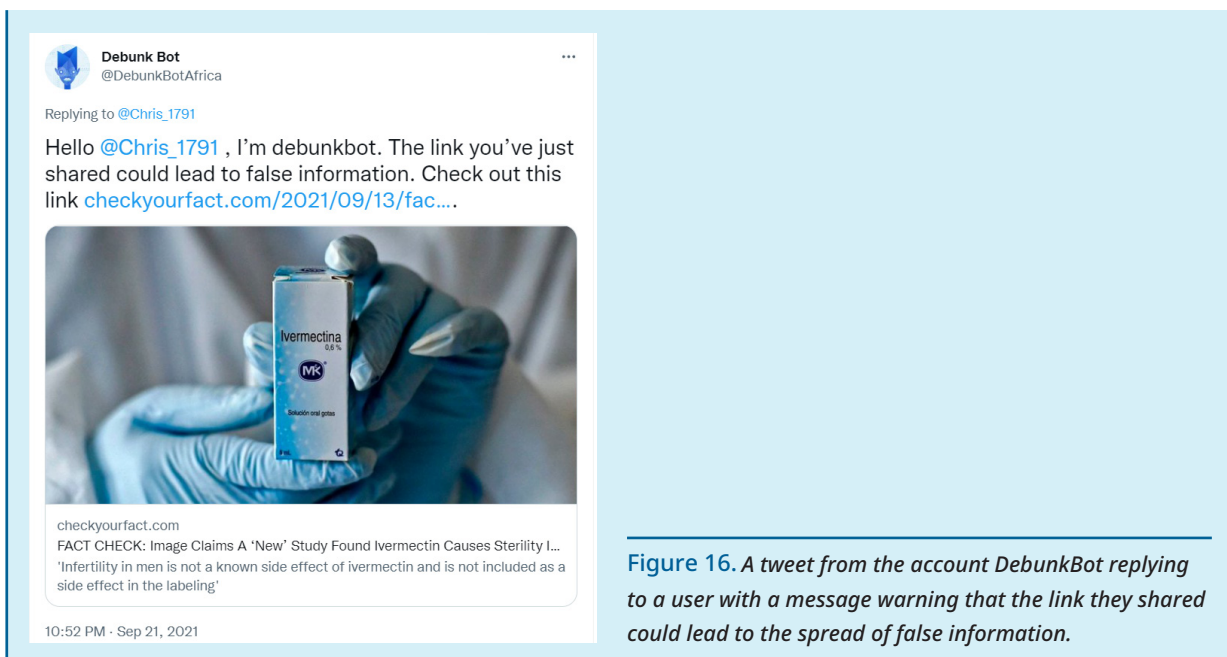 Debunk Bot
@DebunkBotAfrica
...
Replying to @Chris_1791
Hello @Chris_1791 , I'm debunkbot. The link you've just
shared could lead to false information. Check out this
link checkyourfact.com/2021/09/13/fac….
Ivermectina
0,6 %
MK
Solución oral gotas
checkyourfact.com
FACT CHECK: Image Claims A ‘New’ Study Found Ivermectin Causes Sterility I...
'Infertility in men is not a known side effect of ivermectin and is not included as a
side effect in the labeling'
10:52 PM · Sep 21, 2021
Figure 16. A tweet from the account DebunkBot replying
to a user with a message warning that the link they shared
could lead to the spread of false information.